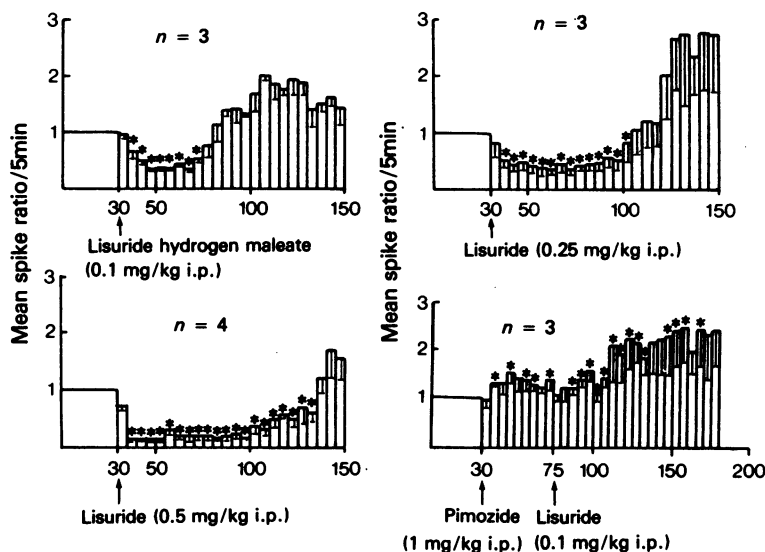 Mean spike ratio/5min
3
2
1
n = 3
30 50 100 150
Lisuride hydrogen maleate
(0.1 mg/kg i.p.)
3
2
1
n = 3
30 50 100 150
Lisuride (0.25 mg/kg i.p.)
Mean spike ratio/5min
3
2
1
n = 4
30 50 100 150
Lisuride (0.5 mg/kg i.p.)
3
2
1
n = 3
30 75 100 150 200
Pimozide Lisuride
(1 mg/kg i.p.) (0.1 mg/kg i.p.)